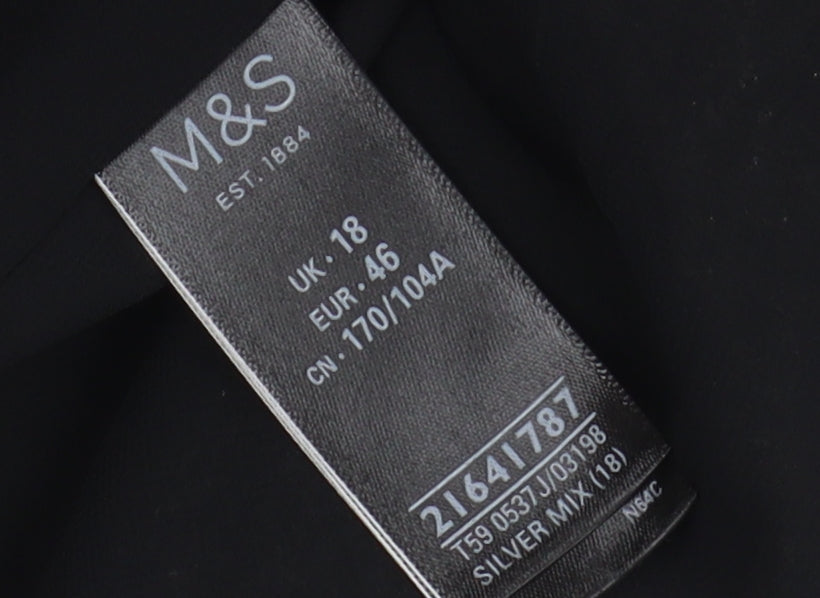 M&S
EST. 1884
UK · 18
EUR · 46
CN · 170/104A
21641787
T59 0537J/03198
SILVER MIX (18)
N64C